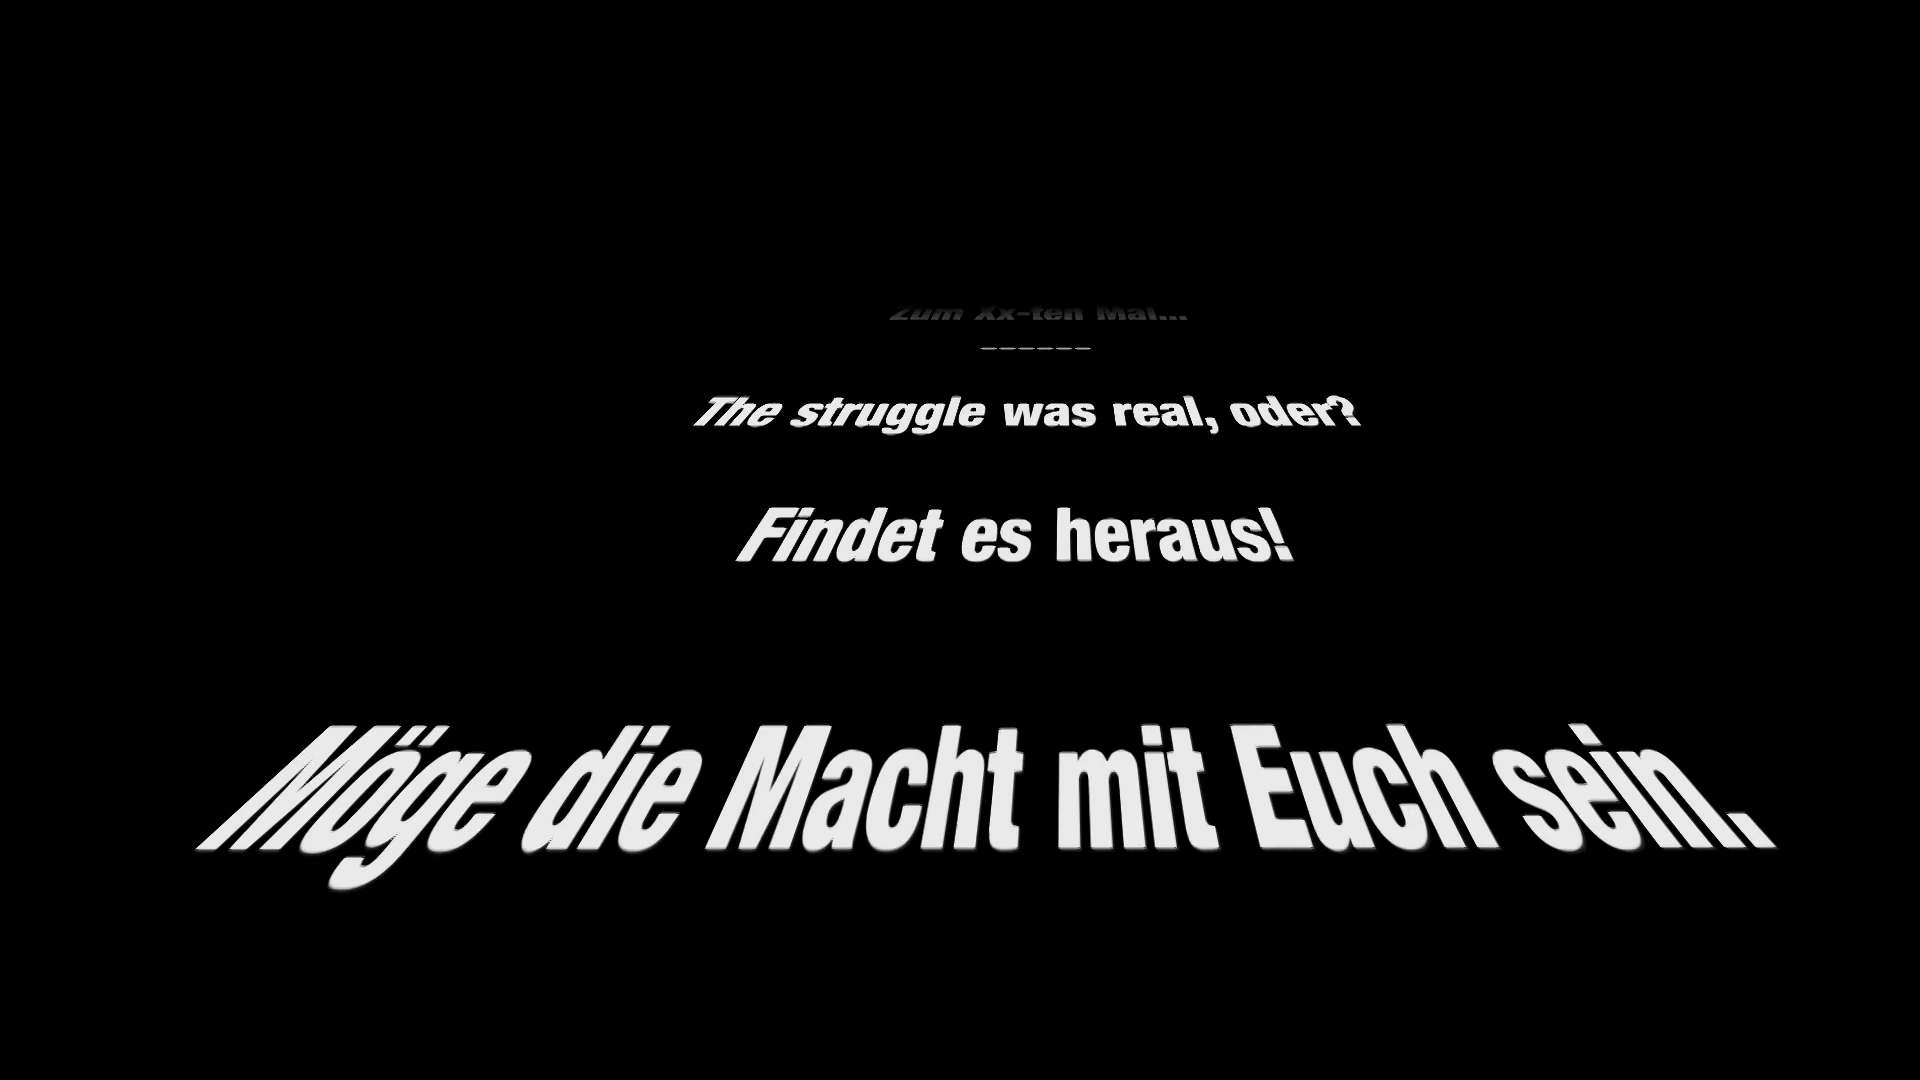 Zum Xx-ten Mal...
------
The struggle was real, oder?
Findet es heraus!
Möge die Macht mit Euch sein.